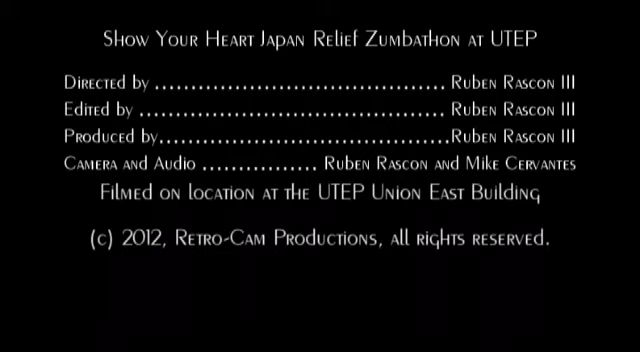 Show Your Heart Japan Relief Zumbathon at UTEP
Directed by ........................................ Ruben Rascon III
Edited by .......................................... Ruben Rascon III
Produced by........................................Ruben Rascon III
Camera and Audio ................ Ruben Rascon and Mike Cervantes
Filmed on location at the UTEP Union East Building
(c) 2012, Retro-Cam Productions, all rights reserved.